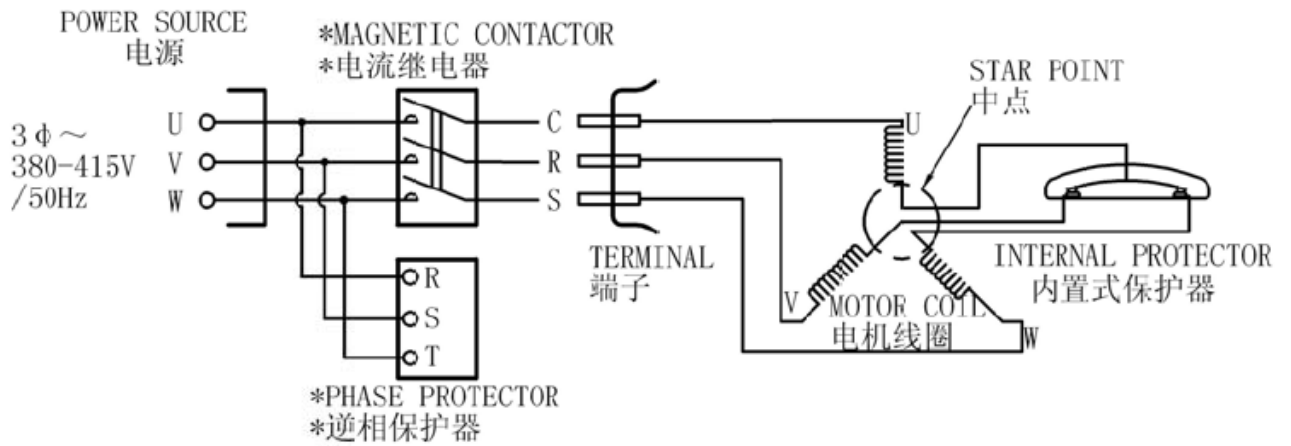 POWER SOURCE
电源
*MAGNETIC CONTACTOR
*电流继电器
3ϕ～
380-415V
/50Hz
U
V
W
C
R
S
TERMINAL
端子
R
S
T
*PHASE PROTECTOR
*逆相保护器
STAR POINT
中点
U
V
W
MOTOR COIL
电机线圈
INTERNAL PROTECTOR
内置式保护器